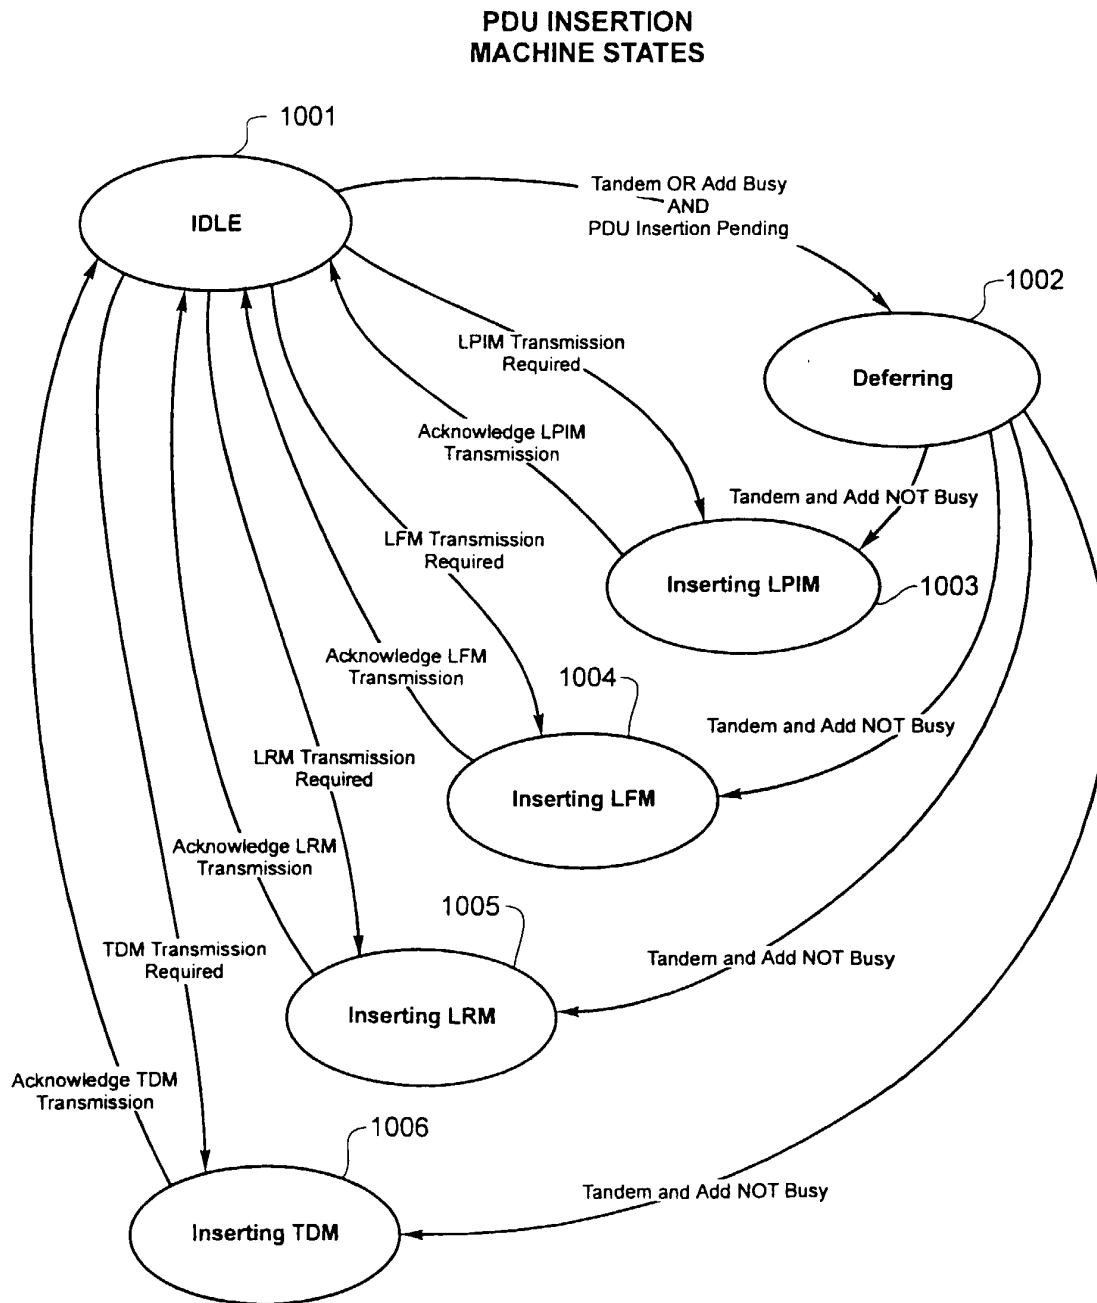 PDU INSERTION
MACHINE STATES
1001
IDLE
Tandem OR Add Busy
AND
PDU Insertion Pending
1002
Deferring
LPIM Transmission
Required
Acknowledge LPIM
Transmission
Tandem and Add NOT Busy
Inserting LPIM
1003
LFM Transmission
Required
Acknowledge LFM
Transmission
1004
Tandem and Add NOT Busy
Inserting LFM
LRM Transmission
Required
Acknowledge LRM
Transmission
1005
Tandem and Add NOT Busy
Inserting LRM
TDM Transmission
Required
Acknowledge TDM
Transmission
1006
Tandem and Add NOT Busy
Inserting TDM